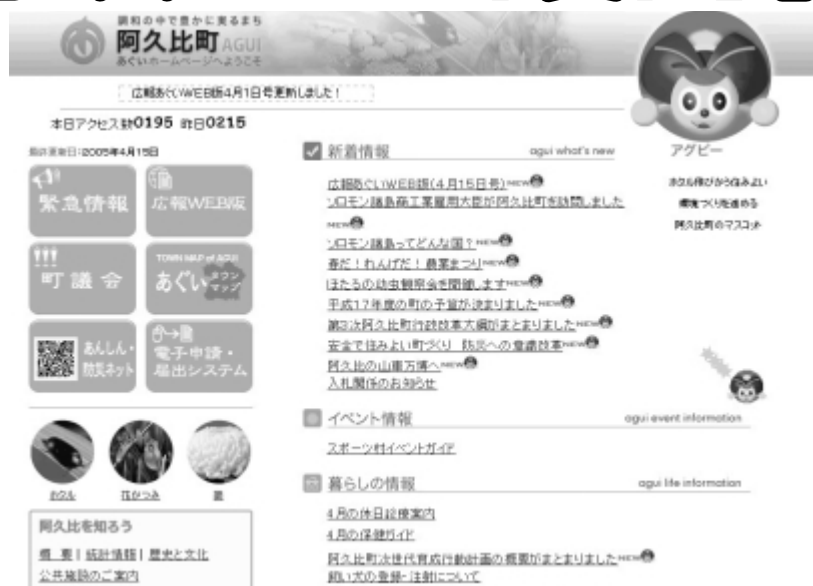 調和の中で豊かに実るまち
阿久比町 AGUI
あぐいホームページへようこそ
広報あぐいWEB版4月1日号更新しました！
本日アクセス数0195 昨日0215
最終更新日:2005年4月15日
緊急情報
広報WEB版
町議会
TOWN MAP of AGUI
あぐいタウンマップ
あんしん・防災ネット
電子申請・届出システム
ホタル
花かつみ
菊
阿久比を知ろう
概 要 | 統計情報 | 歴史と文化
公共施設のご案内
新着情報 agui what's new
広報あぐいWEB版(4月15日号) NEW
ソロモン諸島商工業雇用大臣が阿久比町を訪問しました
NEW
ソロモン諸島ってどんな国？ NEW
春だ！れんげだ！農業まつり NEW
ほたるの幼虫観察会を開催します NEW
平成17年度の町の予算が決まりました NEW
第3次阿久比町行政改革大綱がまとまりました NEW
安全で住みよい町づくり 防災への意識改革 NEW
阿久比の山車万博へ NEW
入札関係のお知らせ
イベント情報 agui event information
スポーツ村イベントガイド
暮らしの情報 agui life information
4月の休日診療案内
4月の保健ガイド
阿久比町次世代育成行動計画の概要がまとまりました NEW
飼い犬の登録・注射について
アグピー
ホタル飛びかう住みよい
環境づくりを進める
阿久比町のマスコット